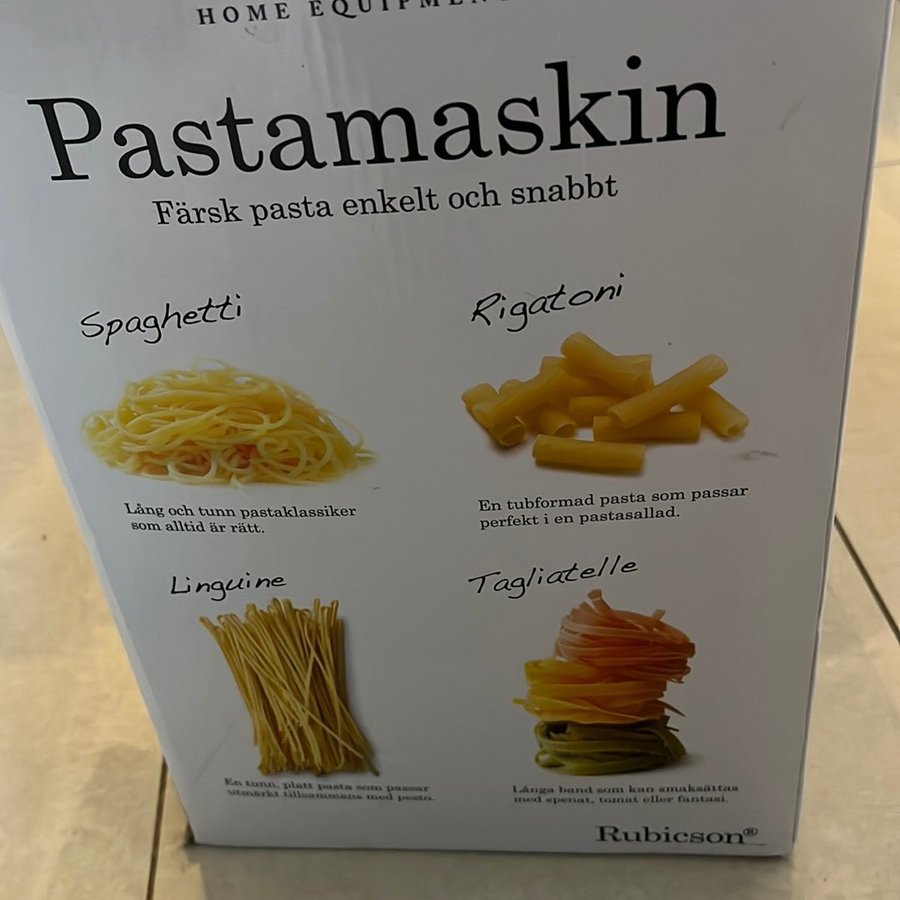 HOME EQUIPMENT
Pastamaskin
Färsk pasta enkelt och snabbt
Spaghetti
Rigatoni
Lång och tunn pastaklassiker
som alltid är rätt.
En tubformad pasta som passar
perfekt i en pastasallad.
Linguine
Tagliatelle
En tunn, platt pasta som passar
utmärkt tillsammans med pesto.
Långa band som kan smaksättas
med spenat, tomat eller fantasi.
Rubicson®